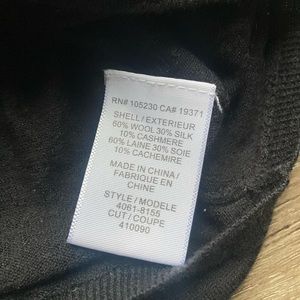 RN# 105230 CA# 19371
SHELL / EXTERIEUR
60% WOOL 30% SILK
10% CASHMERE
60% LAINE 30% SOIE
10% CACHEMIRE
MADE IN CHINA /
FABRIQUE EN
CHINE
STYLE / MODELE
4061-8155
CUT / COUPE
410090